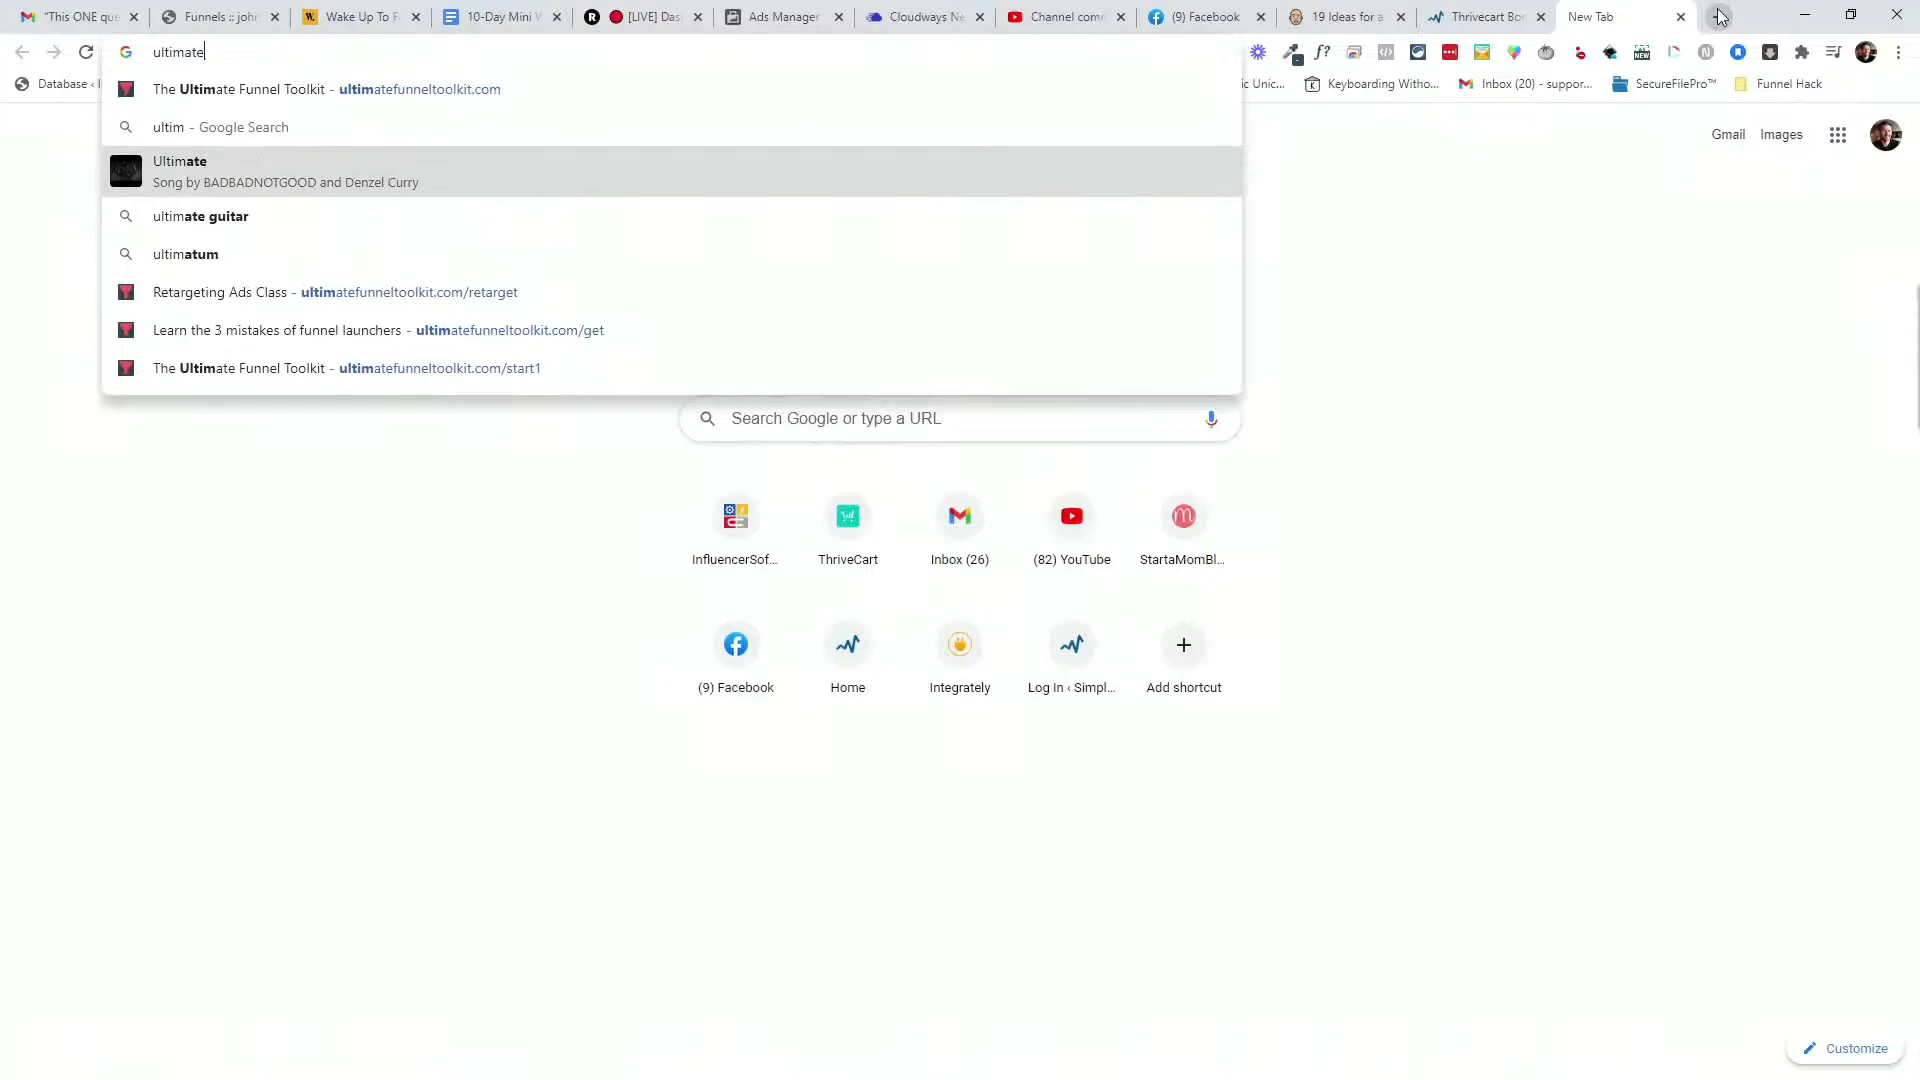 "This ONE que
Funnels :: john
Wake Up To F
10-Day Mini W
[LIVE] Das
Ads Manager
Cloudways Ne
Channel com
(9) Facebook
19 Ideas for a
Thrivecart Bo
New Tab
ultimate
The Ultimate Funnel Toolkit - ultimatefunneltoolkit.com
ultim - Google Search
Ultimate
Song by BADBADNOTGOOD and Denzel Curry
ultimate guitar
ultimatum
Retargeting Ads Class - ultimatefunneltoolkit.com/retarget
Learn the 3 mistakes of funnel launchers - ultimatefunneltoolkit.com/get
The Ultimate Funnel Toolkit - ultimatefunneltoolkit.com/start1
Database ‹ I
ic Unic...
Keyboarding Witho...
Inbox (20) - suppor...
SecureFilePro™
Funnel Hack
Gmail Images
Search Google or type a URL
InfluencerSof...
ThriveCart
Inbox (26)
(82) YouTube
StartaMomBl...
(9) Facebook
Home
Integrately
Log In ‹ Simpl...
Add shortcut
Customize